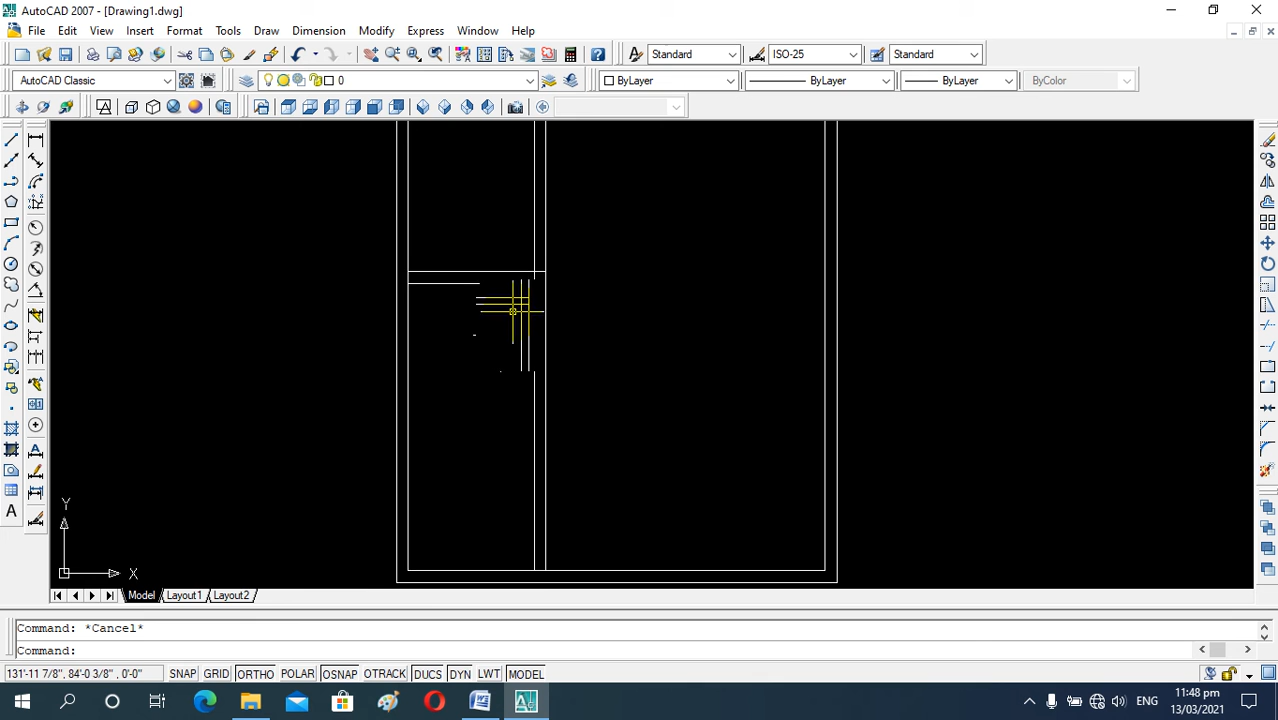 AutoCAD 2007 - [Drawing1.dwg]
File Edit View Insert Format Tools Draw Dimension Modify Express Window Help
Standard ISO-25 Standard
AutoCAD Classic 0 ByLayer ByLayer ByLayer ByColor
Y
X
Model Layout1 Layout2
Command: *Cancel*
Command:
131'-11 7/8", 84'-0 3/8" , 0'-0" SNAP GRID ORTHO POLAR OSNAP OTRACK DUCS DYN LWT MODEL
ENG
11:48 pm
13/03/2021